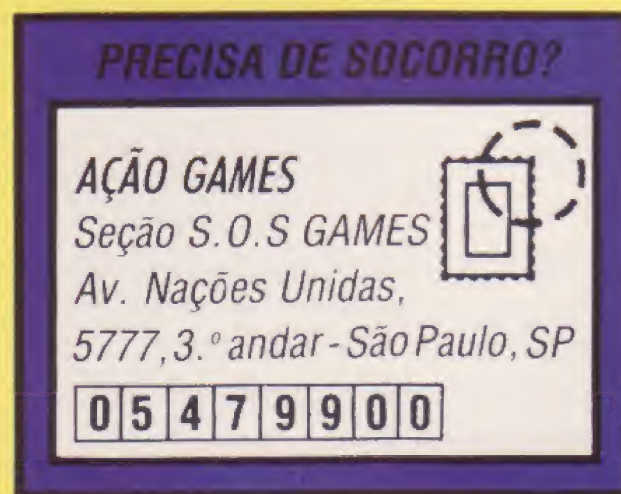 PRECISA DE SOCORRO?
AÇÃO GAMES
Seção S.O.S GAMES
Av. Nações Unidas,
5777, 3.º andar - São Paulo, SP
05479900